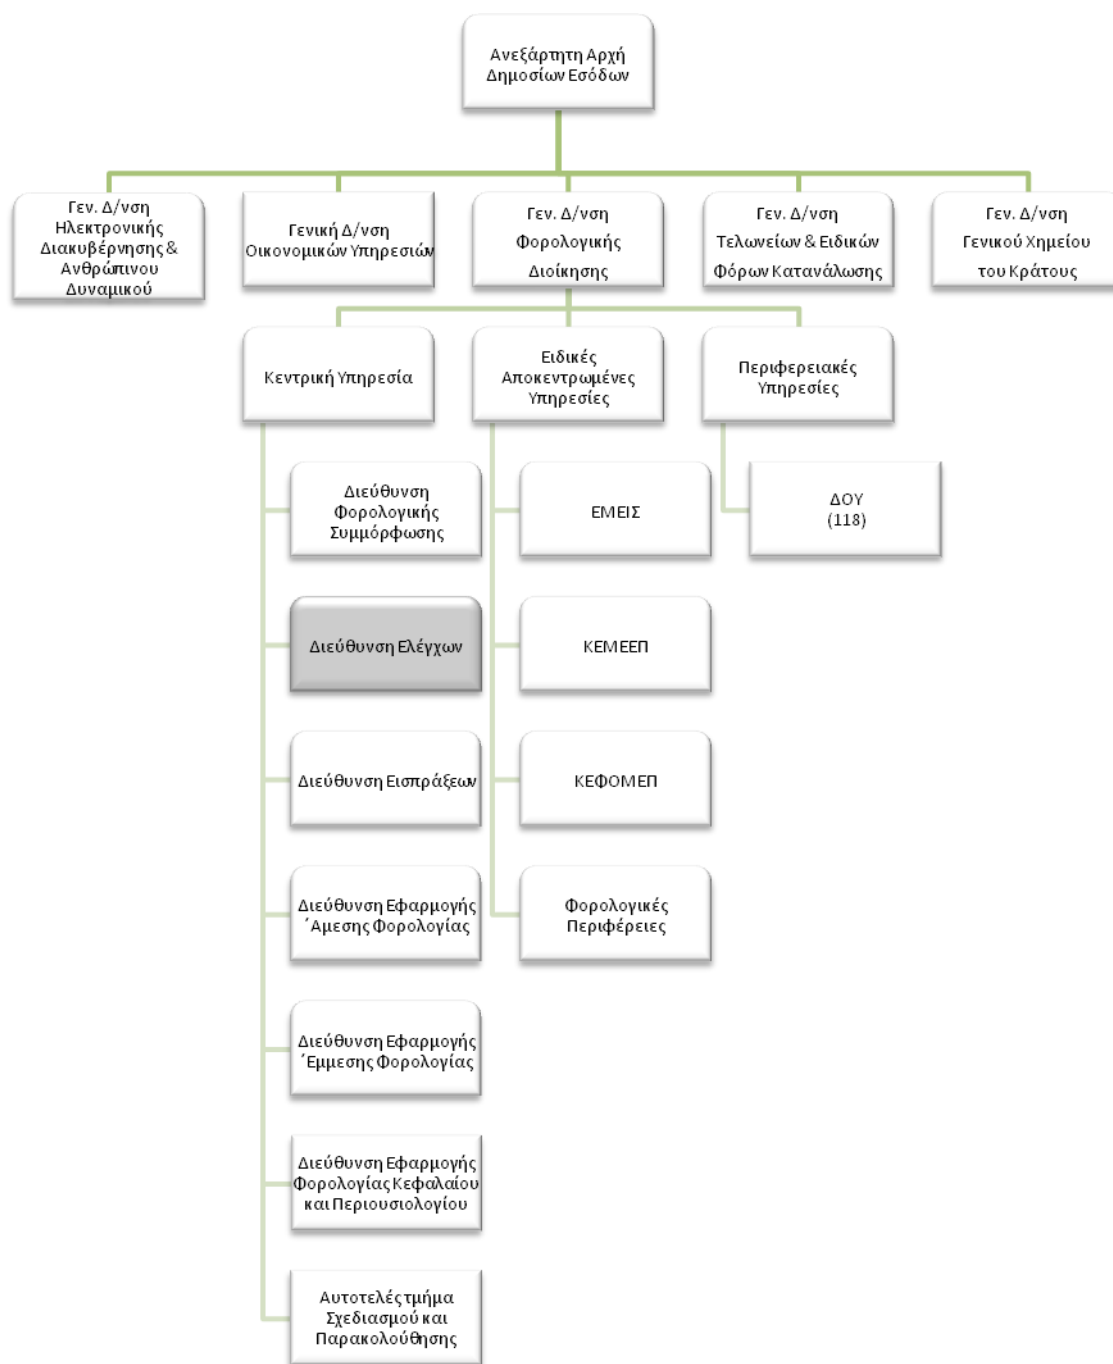 Ανεξάρτητη Αρχή
Δημοσίων Εσόδων
Γεν. Δ/νση
Ηλεκτρονικής
Διακυβέρνησης &
Ανθρώπινου
Δυναμικού
Γενική Δ/νση
Οικονομικών Υπηρεσιών
Γεν. Δ/νση
Φορολογικής
Διοίκησης
Γεν. Δ/νση
Τελωνείων & Ειδικών
Φόρων Κατανάλωσης
Γεν. Δ/νση
Γενικού Χημείου
του Κράτους
Κεντρική Υπηρεσία
Ειδικές
Αποκεντρωμένες
Υπηρεσίες
Περιφερειακές
Υπηρεσίες
Διεύθυνση
Φορολογικής
Συμμόρφωσης
ΕΜΕΙΣ
ΔΟΥ
(118)
Διεύθυνση Ελέγχων
ΚΕΜΕΕΠ
Διεύθυνση Εισπράξεων
ΚΕΦΟΜΕΠ
Διεύθυνση Εφαρμογής
΄Αμεσης Φορολογίας
Φορολογικές
Περιφέρειες
Διεύθυνση Εφαρμογής
΄Εμμεσης Φορολογίας
Διεύθυνση Εφαρμογής
Φορολογίας Κεφαλαίου
και Περιουσιολογίου
Αυτοτελές τμήμα
Σχεδιασμού και
Παρακολούθησης